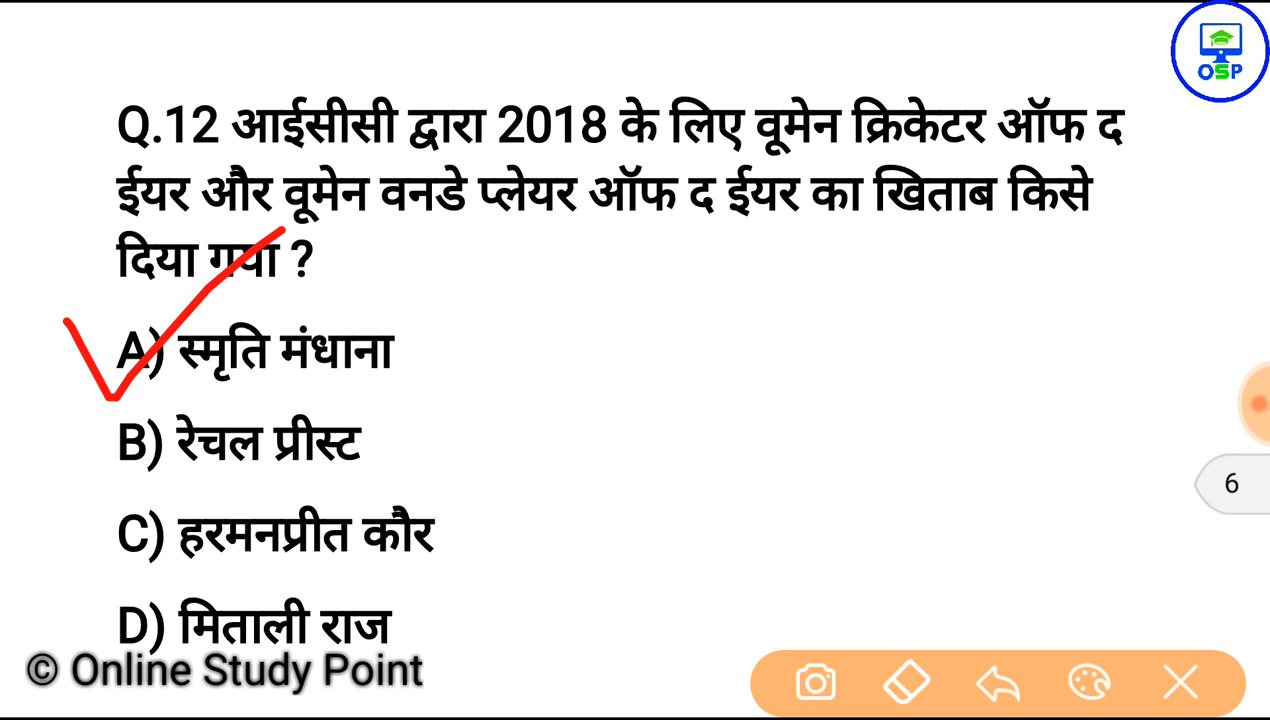 OSP
Q.12 आईसीसी द्वारा 2018 के लिए वूमेन क्रिकेटर ऑफ द
ईयर और वूमेन वनडे प्लेयर ऑफ द ईयर का खिताब किसे
दिया गया ?
A) स्मृति मंधाना
B) रेचल प्रीस्ट
C) हरमनप्रीत कौर
6
D) मिताली राज
© Online Study Point